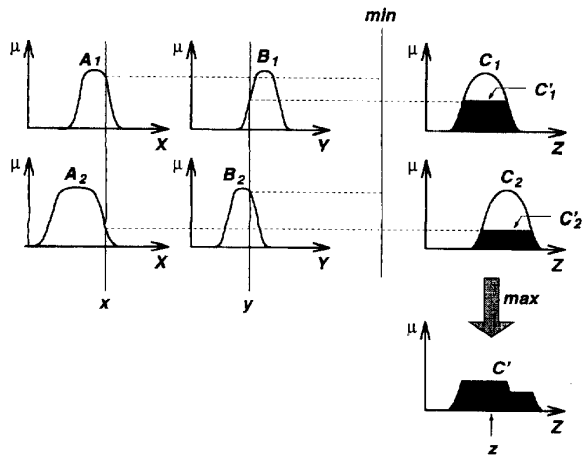 min
μ A1 X
μ B1 Y
μ C1 C'1 Z
μ A2 X
μ B2 Y
μ C2 C'2 Z
x y
max
μ C' Z
z